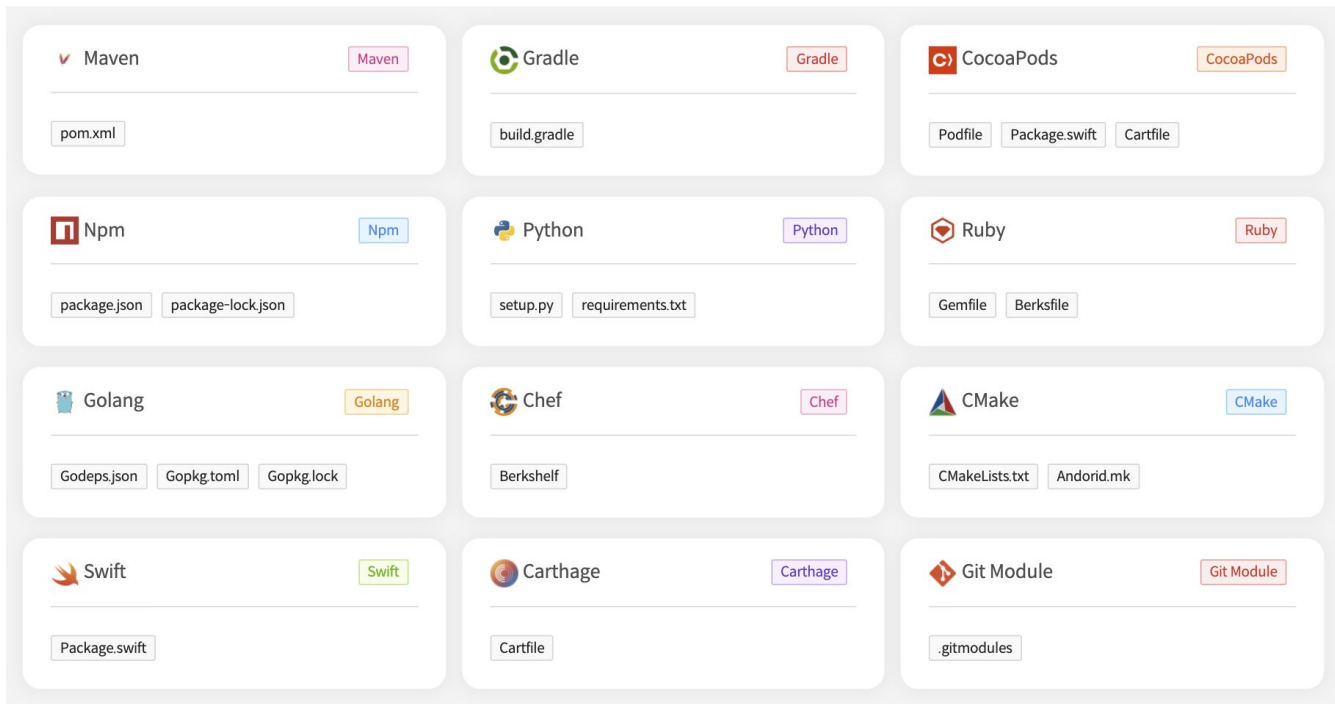 Maven Maven
pom.xml
Gradle Gradle
build.gradle
CocoaPods CocoaPods
Podfile Package.swift Cartfile
Npm Npm
package.json package-lock.json
Python Python
setup.py requirements.txt
Ruby Ruby
Gemfile Berksfile
Golang Golang
Godeps.json Gopkg.toml Gopkg.lock
Chef Chef
Berkshelf
CMake CMake
CMakeLists.txt Andorid.mk
Swift Swift
Package.swift
Carthage Carthage
Cartfile
Git Module Git Module
.gitmodules